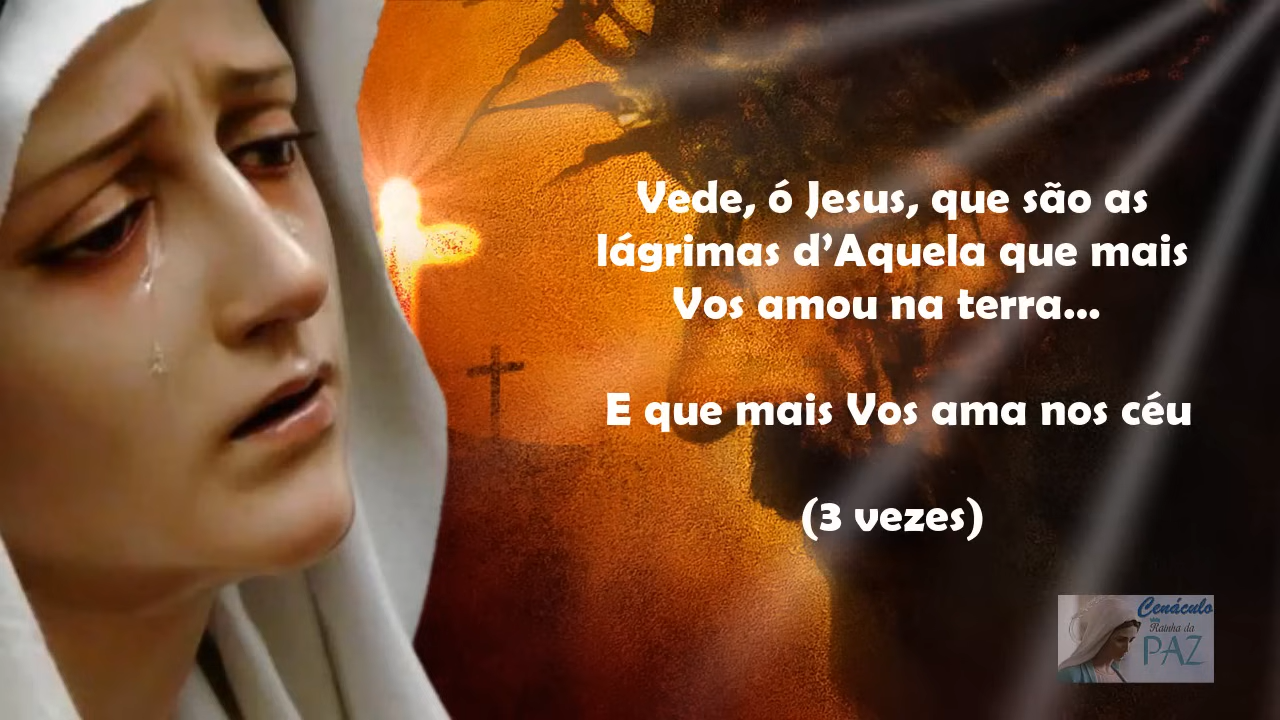 Vede, ó Jesus, que são as
lágrimas d’Aquela que mais
Vos amou na terra...
E que mais Vos ama nos céu
(3 vezes)
Cenáculo
Rainha da
PAZ